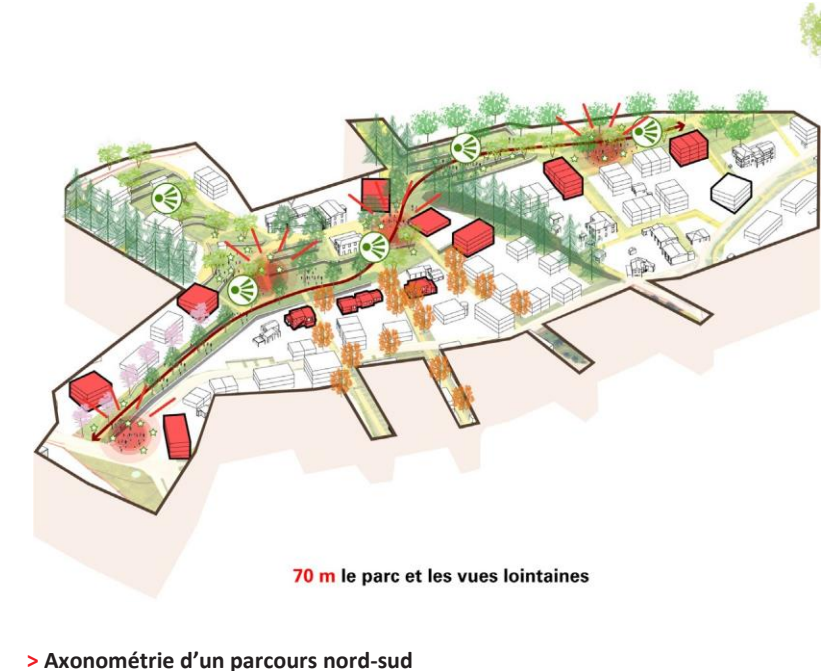 70 m le parc et les vues lointaines
> Axonométrie d’un parcours nord-sud